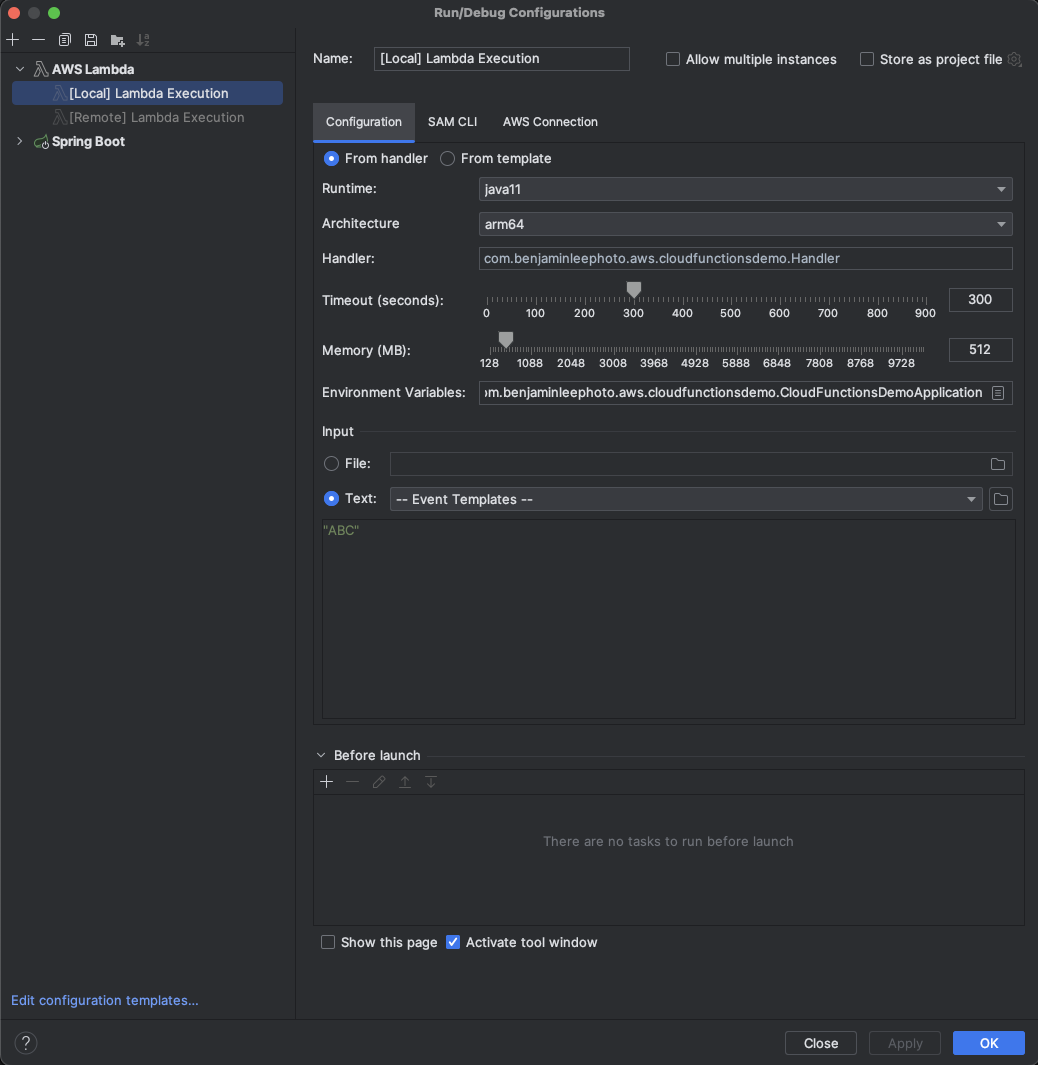 Run/Debug Configurations
AWS Lambda
[Local] Lambda Execution
[Remote] Lambda Execution
Spring Boot
Edit configuration templates...
Name: [Local] Lambda Execution Allow multiple instances Store as project file
Configuration SAM CLI AWS Connection
From handler From template
Runtime: java11
Architecture arm64
Handler: com.benjaminleephoto.aws.cloudfunctionsdemo.Handler
Timeout (seconds): 300
0 100 200 300 400 500 600 700 800 900
Memory (MB): 512
128 1088 2048 3008 3968 4928 5888 6848 7808 8768 9728
Environment Variables: om.benjaminleephoto.aws.cloudfunctionsdemo.CloudFunctionsDemoApplication
Input
File:
Text: -- Event Templates --
"ABC"
Before launch
There are no tasks to run before launch
Show this page Activate tool window
? Close Apply OK